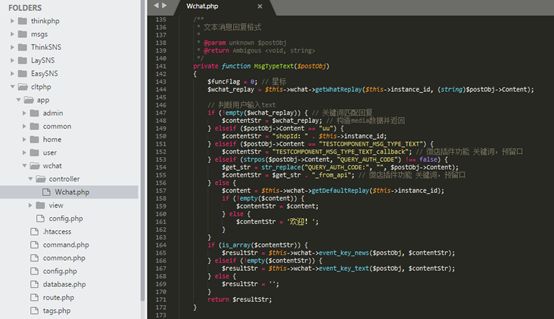 FOLDERS
thinkphp
msgs
ThinkSNS
LaySNS
EasySNS
cltphp
app
admin
common
home
user
wchat
controller
Wchat.php
view
config.php
.htaccess
command.php
common.php
config.php
database.php
route.php
tags.php
Wchat.php ×
135 /**
136 * 文本消息回复格式
137 *
138 * @param unknown $postObj
139 * @return Ambigous <void, string>
140 */
141 private function MsgTypeText($postObj)
142 {
143 $funcFlag = 0; // 星标
144 $wchat_replay = $this->wchat->getWhatReplay($this->instance_id, (string)$postObj->Content);
145
146 // 判断用户输入text
147 if (!empty($wchat_replay)) { // 关键词匹配回复
148 $contentStr = $wchat_replay; // 构造media数据并返回
149 } elseif ($postObj->Content == "uu") {
150 $contentStr = "shopId: " . $this->instance_id;
151 } elseif ($postObj->Content == "TESTCOMPONENT_MSG_TYPE_TEXT") {
152 $contentStr = "TESTCOMPONENT_MSG_TYPE_TEXT_callback"; // 微店插件功能 关键词，预留口
153 } elseif (strpos($postObj->Content, "QUERY_AUTH_CODE") !== false) {
154 $get_str = str_replace("QUERY_AUTH_CODE:", "", $postObj->Content);
155 $contentStr = $get_str . "_from_api"; // 微店插件功能 关键词，预留口
156 } else {
157 $content = $this->wchat->getDefaultReplay($this->instance_id);
158 if (!empty($content)) {
159 $contentStr = $content;
160 } else {
161 $contentStr = '欢迎！';
162 }
163 }
164 if (is_array($contentStr)) {
165 $resultStr = $this->wchat->event_key_news($postObj, $contentStr);
166 } elseif (!empty($contentStr)) {
167 $resultStr = $this->wchat->event_key_text($postObj, $contentStr);
168 } else {
169 $resultStr = '';
170 }
171 return $resultStr;
172 }
173